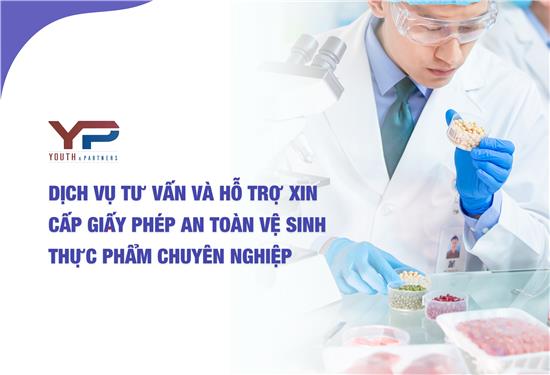 YP
YOUTH & PARTNERS
DỊCH VỤ TƯ VẤN VÀ HỖ TRỢ XIN
CẤP GIẤY PHÉP AN TOÀN VỆ SINH
THỰC PHẨM CHUYÊN NGHIỆP